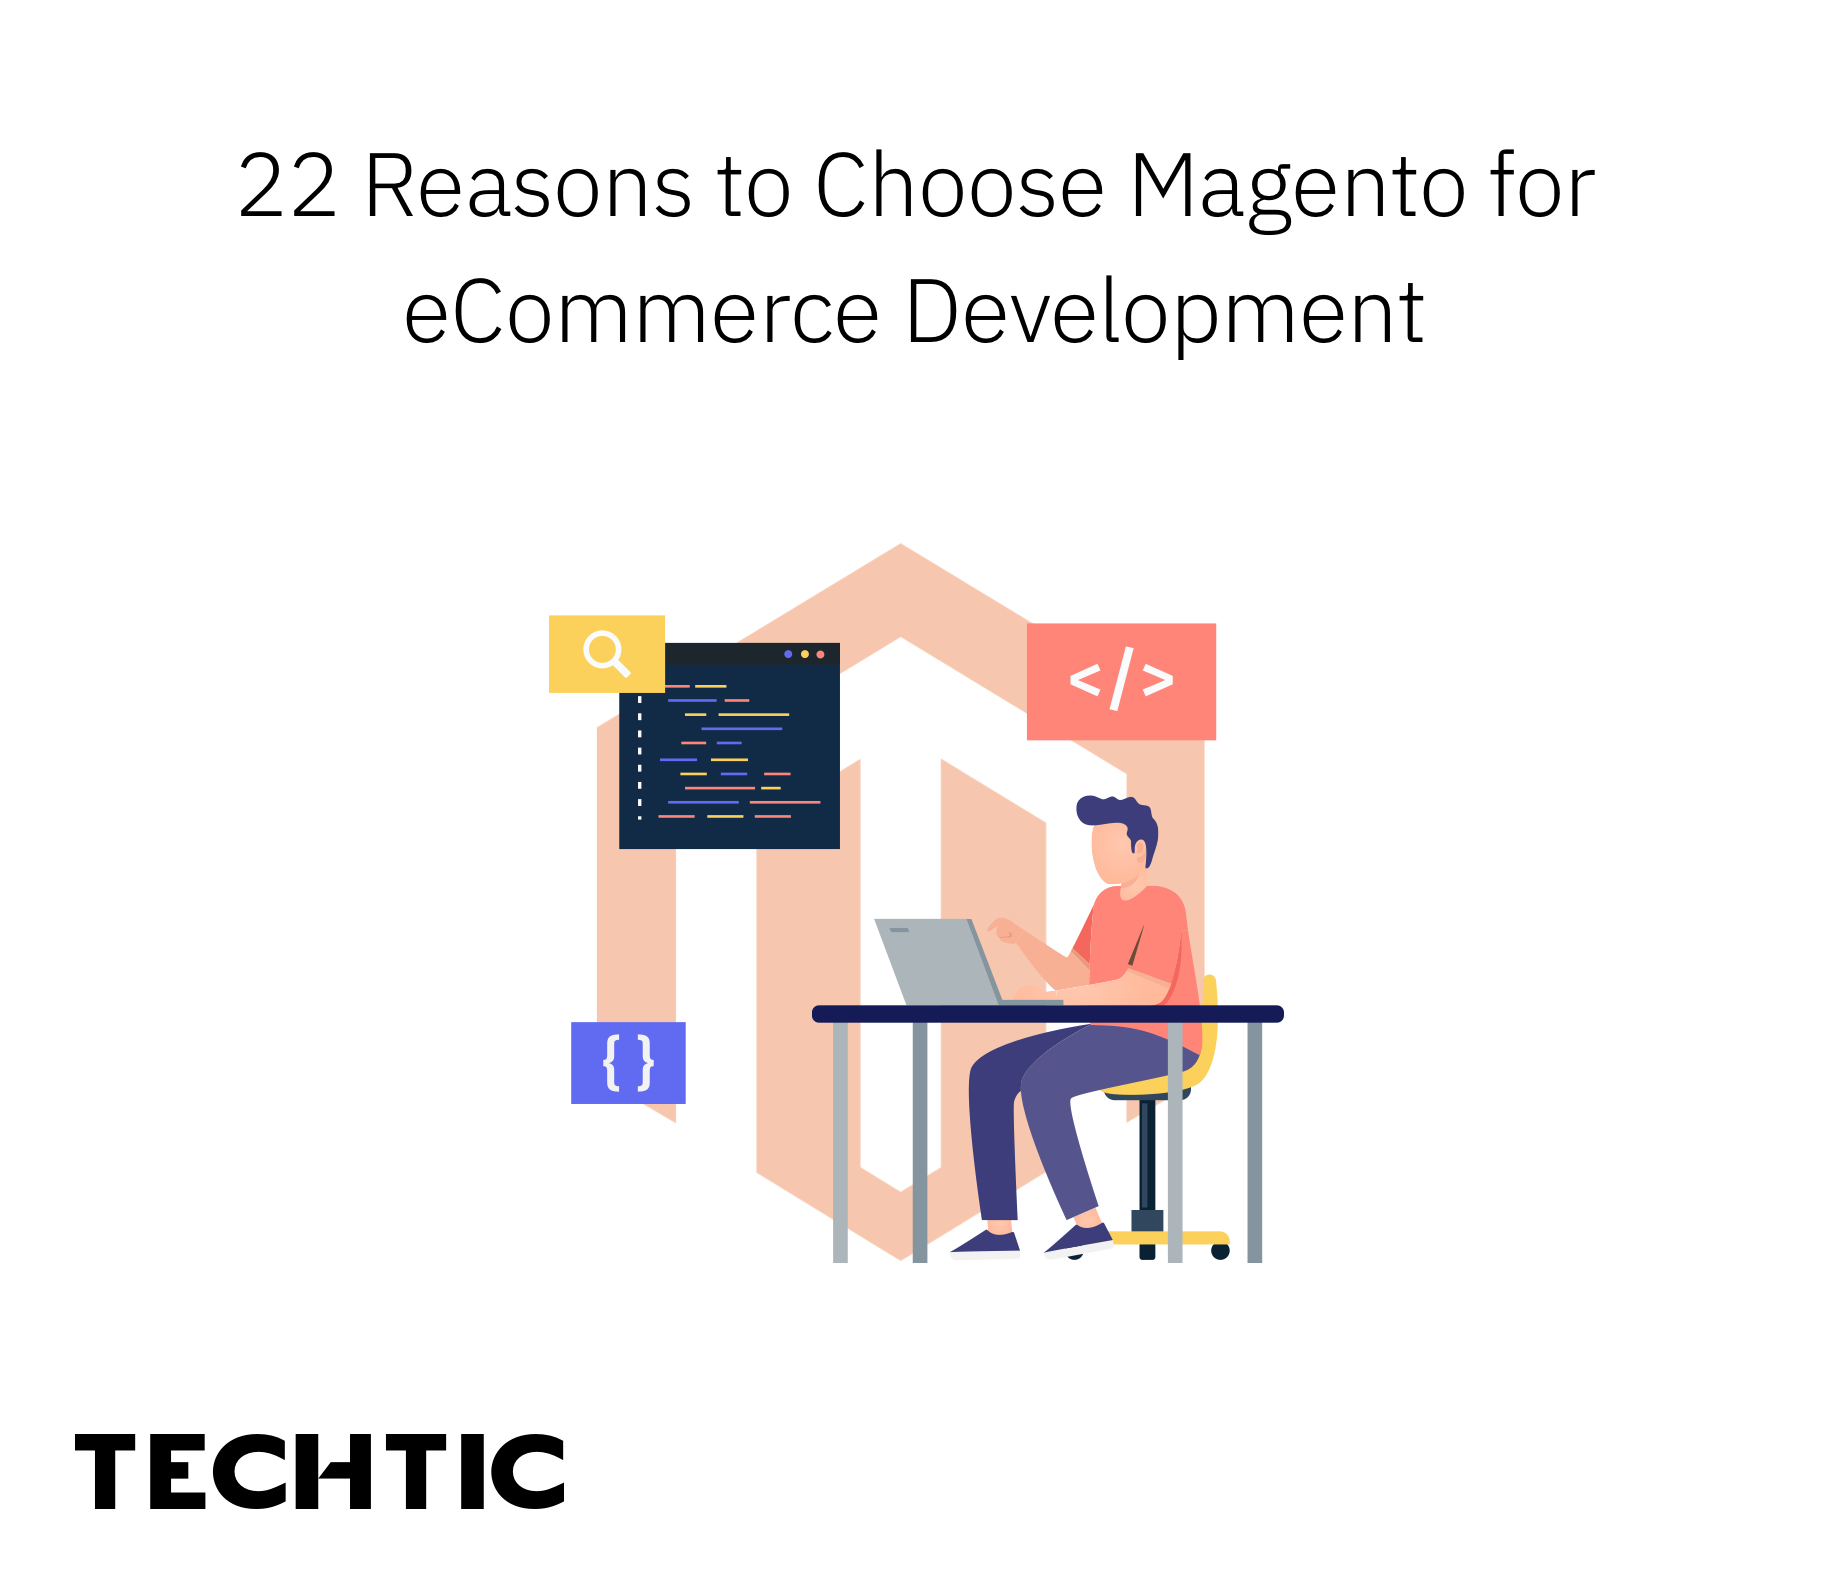 22 Reasons to Choose Magento for
eCommerce Development
</>
{ }
TECHTIC